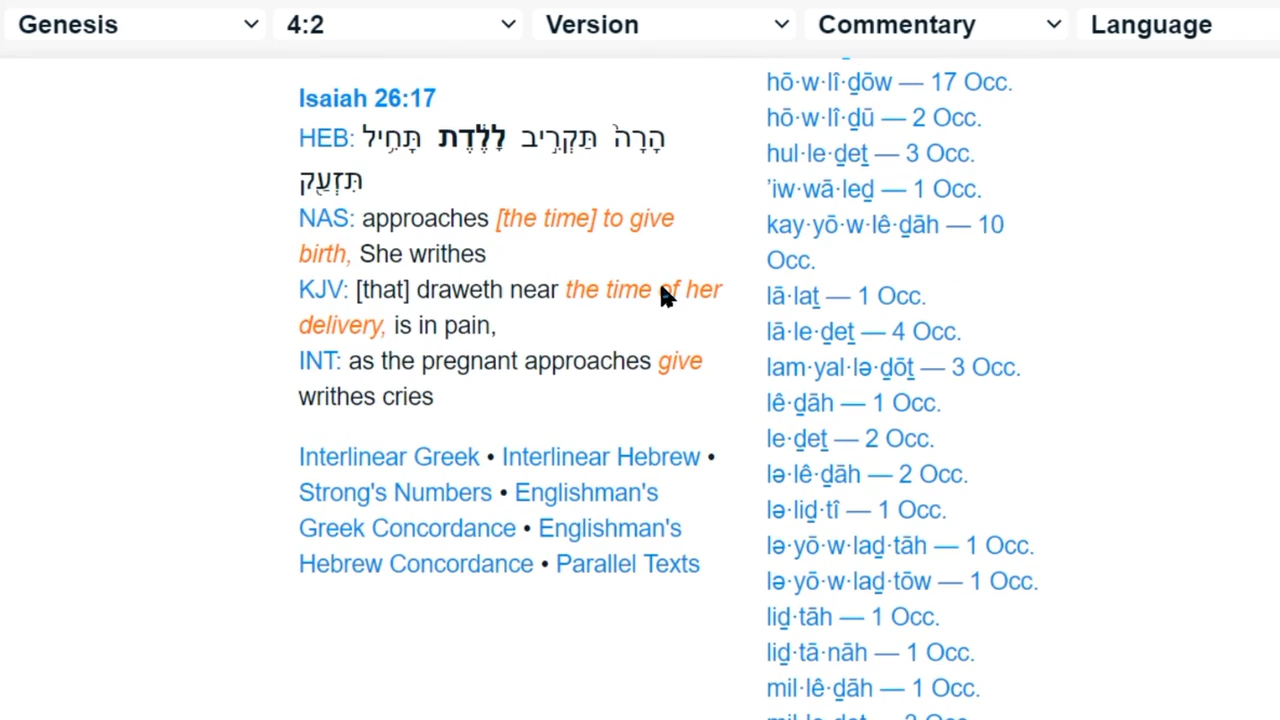 Genesis 4:2 Version Commentary Language
Isaiah 26:17
HEB: הָרָה֙ תַּקְרִ֣יב לָלֶ֔דֶת תָּחִ֥יל
תִּזְעַ֖ק
NAS: approaches [the time] to give
birth, She writhes
KJV: [that] draweth near the time of her
delivery, is in pain,
INT: as the pregnant approaches give
writhes cries
Interlinear Greek • Interlinear Hebrew •
Strong's Numbers • Englishman's
Greek Concordance • Englishman's
Hebrew Concordance • Parallel Texts
hō·w·lî·ḏōw — 17 Occ.
hō·w·lî·ḏū — 2 Occ.
hul·le·ḏeṯ — 3 Occ.
’iw·wā·leḏ — 1 Occ.
kay·yō·w·lê·ḏāh — 10
Occ.
lā·laṯ — 1 Occ.
lā·le·ḏeṯ — 4 Occ.
lam·yal·lə·ḏōṯ — 3 Occ.
lê·ḏāh — 1 Occ.
le·ḏeṯ — 2 Occ.
lə·lê·ḏāh — 2 Occ.
lə·liḏ·tî — 1 Occ.
lə·yō·w·laḏ·tāh — 1 Occ.
lə·yō·w·laḏ·tōw — 1 Occ.
liḏ·tāh — 1 Occ.
liḏ·tā·nāh — 1 Occ.
mil·lê·ḏāh — 1 Occ.